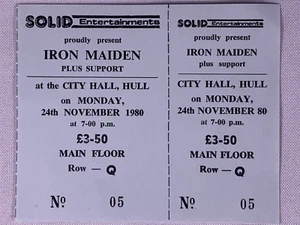 SOLID Entertainments
proudly present
IRON MAIDEN
PLUS SUPPORT
at the CITY HALL, HULL
on MONDAY,
24th NOVEMBER 1980
at 7-00 p.m.
£3-50
MAIN FLOOR
Row — Q
Nº 05
SOLID Entertainments
proudly present
IRON MAIDEN
plus support
CITY HALL, HULL
on MONDAY,
24th NOVEMBER 80
at 7-00 p.m.
£3-50
MAIN FLOOR
Row — Q
Nº 05